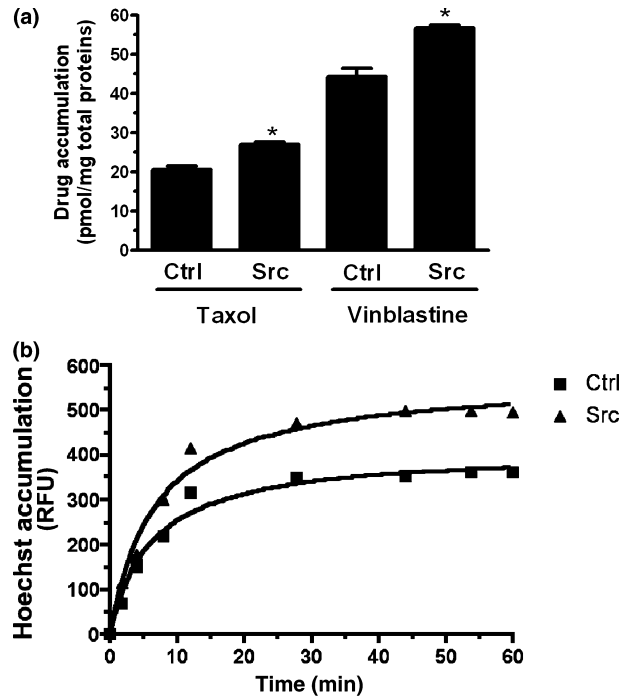 (a)
Drug accumulation
(pmol/mg total proteins)
60
50
40
30
20
10
0
*
*
Ctrl Src Ctrl Src
Taxol Vinblastine
(b)
Hoechst accumulation
(RFU)
600
500
400
300
200
100
0
0 10 20 30 40 50 60
Time (min)
Ctrl
Src